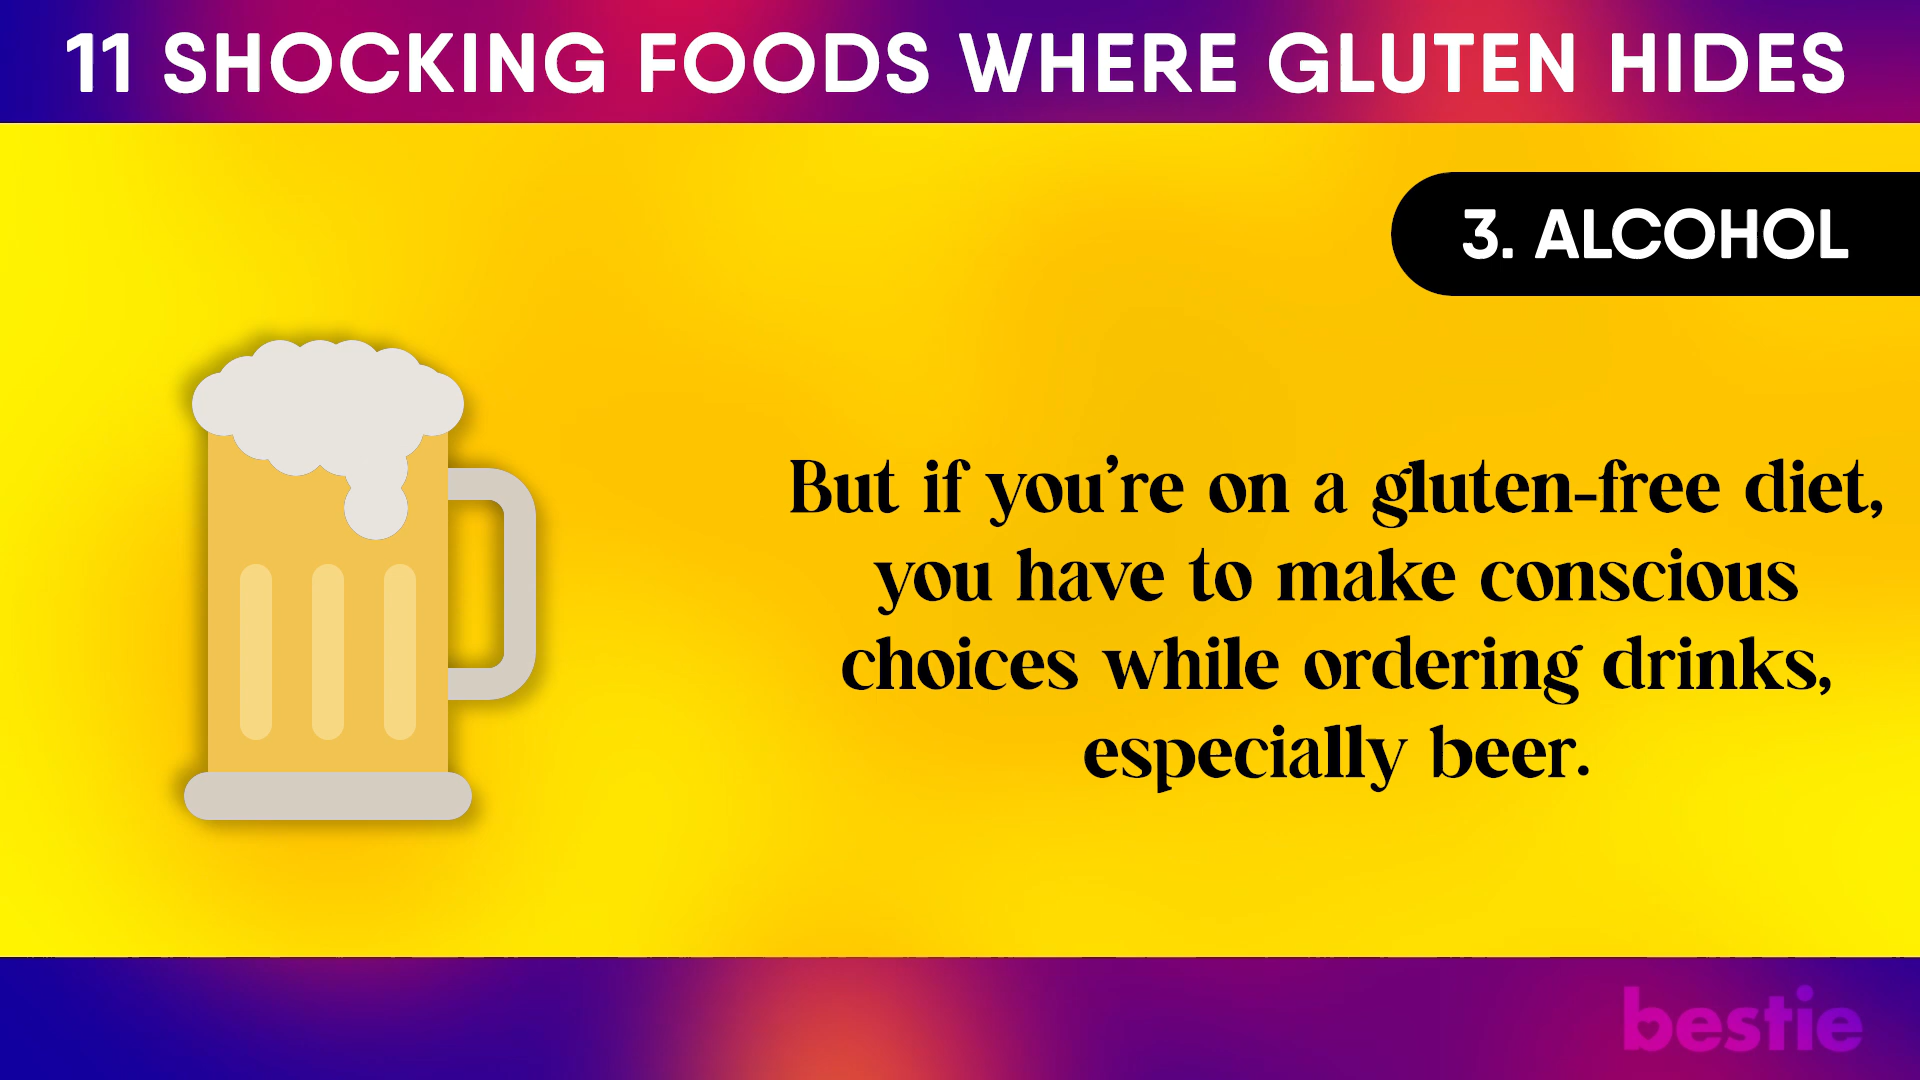 11 SHOCKING FOODS WHERE GLUTEN HIDES
3. ALCOHOL
But if you’re on a gluten-free diet,
you have to make conscious
choices while ordering drinks,
especially beer.
bestie